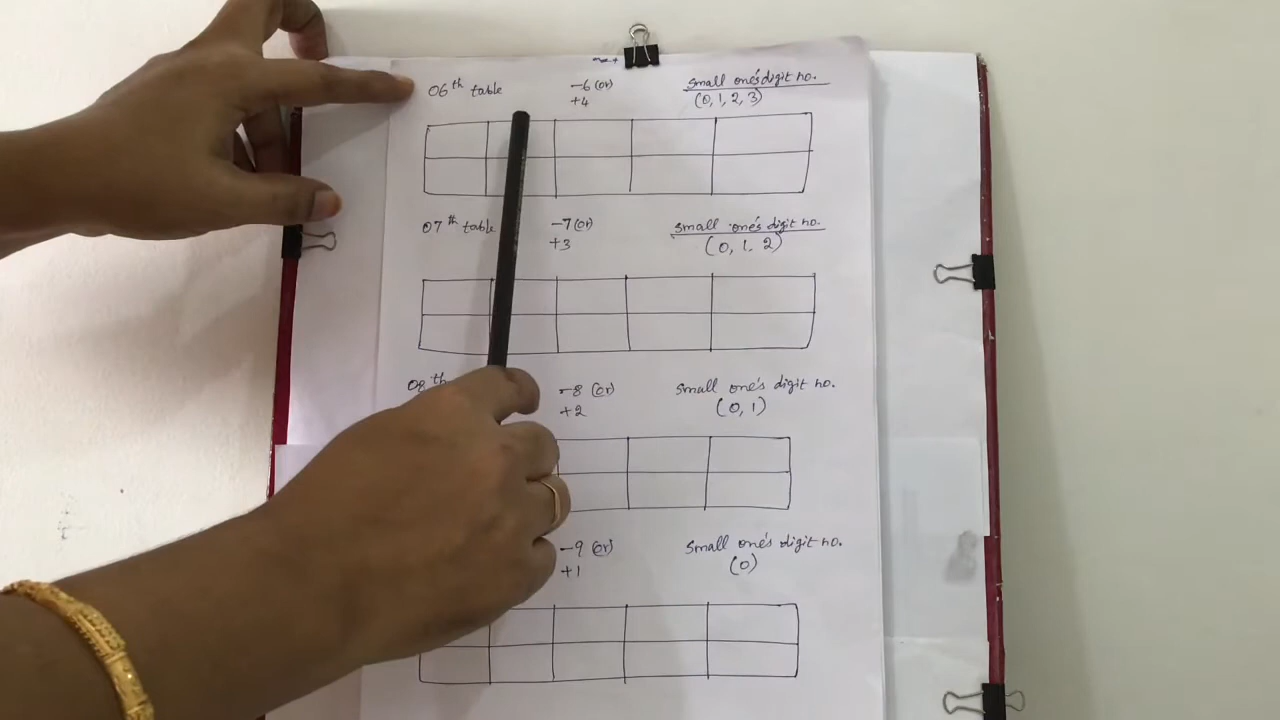 06th table -6 (or) small one's digit no.
+4 (0, 1, 2, 3)
07th table -7 (or) small one's digit no.
+3 (0, 1, 2)
08th -8 (or) small one's digit no.
+2 (0, 1)
-9 (or) small one's digit no.
+1 (0)